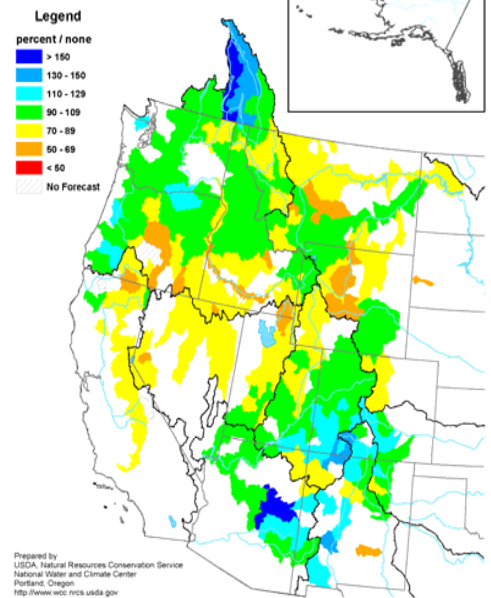 Legend
percent / none
> 150
130 - 150
110 - 129
90 - 109
70 - 89
50 - 69
< 50
No Forecast
Prepared by
USDA, Natural Resources Conservation Service
National Water and Climate Center
Portland, Oregon
http://www.wcc.nrcs.usda.gov